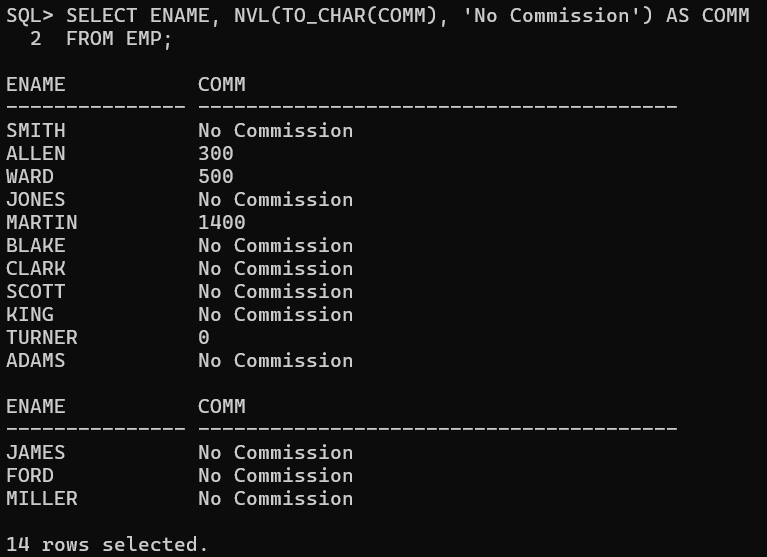 SQL> SELECT ENAME, NVL(TO_CHAR(COMM), 'No Commission') AS COMM
  2  FROM EMP;

ENAME           COMM
--------------- ----------------------------------------
SMITH           No Commission
ALLEN           300
WARD            500
JONES           No Commission
MARTIN          1400
BLAKE           No Commission
CLARK           No Commission
SCOTT           No Commission
KING            No Commission
TURNER          0
ADAMS           No Commission

ENAME           COMM
--------------- ----------------------------------------
JAMES           No Commission
FORD            No Commission
MILLER          No Commission

14 rows selected.